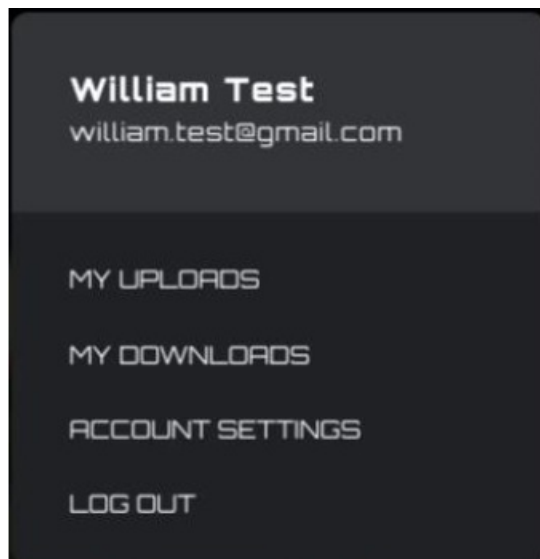 William Test
william.test@gmail.com
MY UPLOADS
MY DOWNLOADS
ACCOUNT SETTINGS
LOG OUT